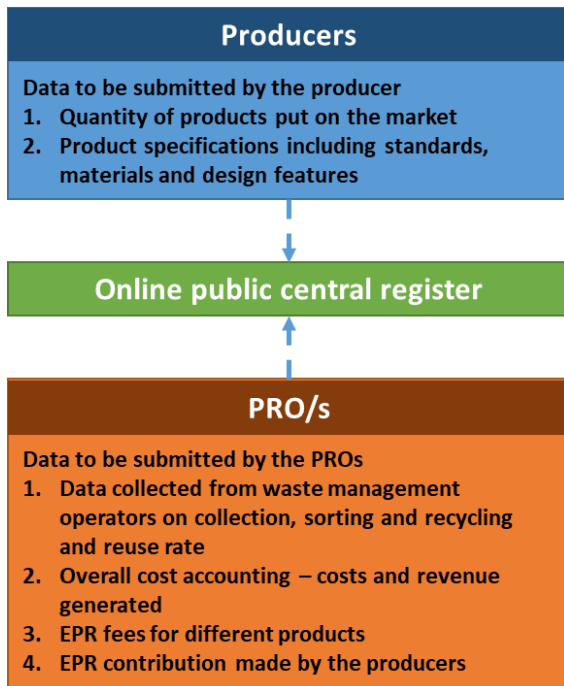 Producers
Data to be submitted by the producer
1. Quantity of products put on the market
2. Product specifications including standards,
materials and design features
Online public central register
PRO/s
Data to be submitted by the PROs
1. Data collected from waste management
operators on collection, sorting and recycling
and reuse rate
2. Overall cost accounting – costs and revenue
generated
3. EPR fees for different products
4. EPR contribution made by the producers